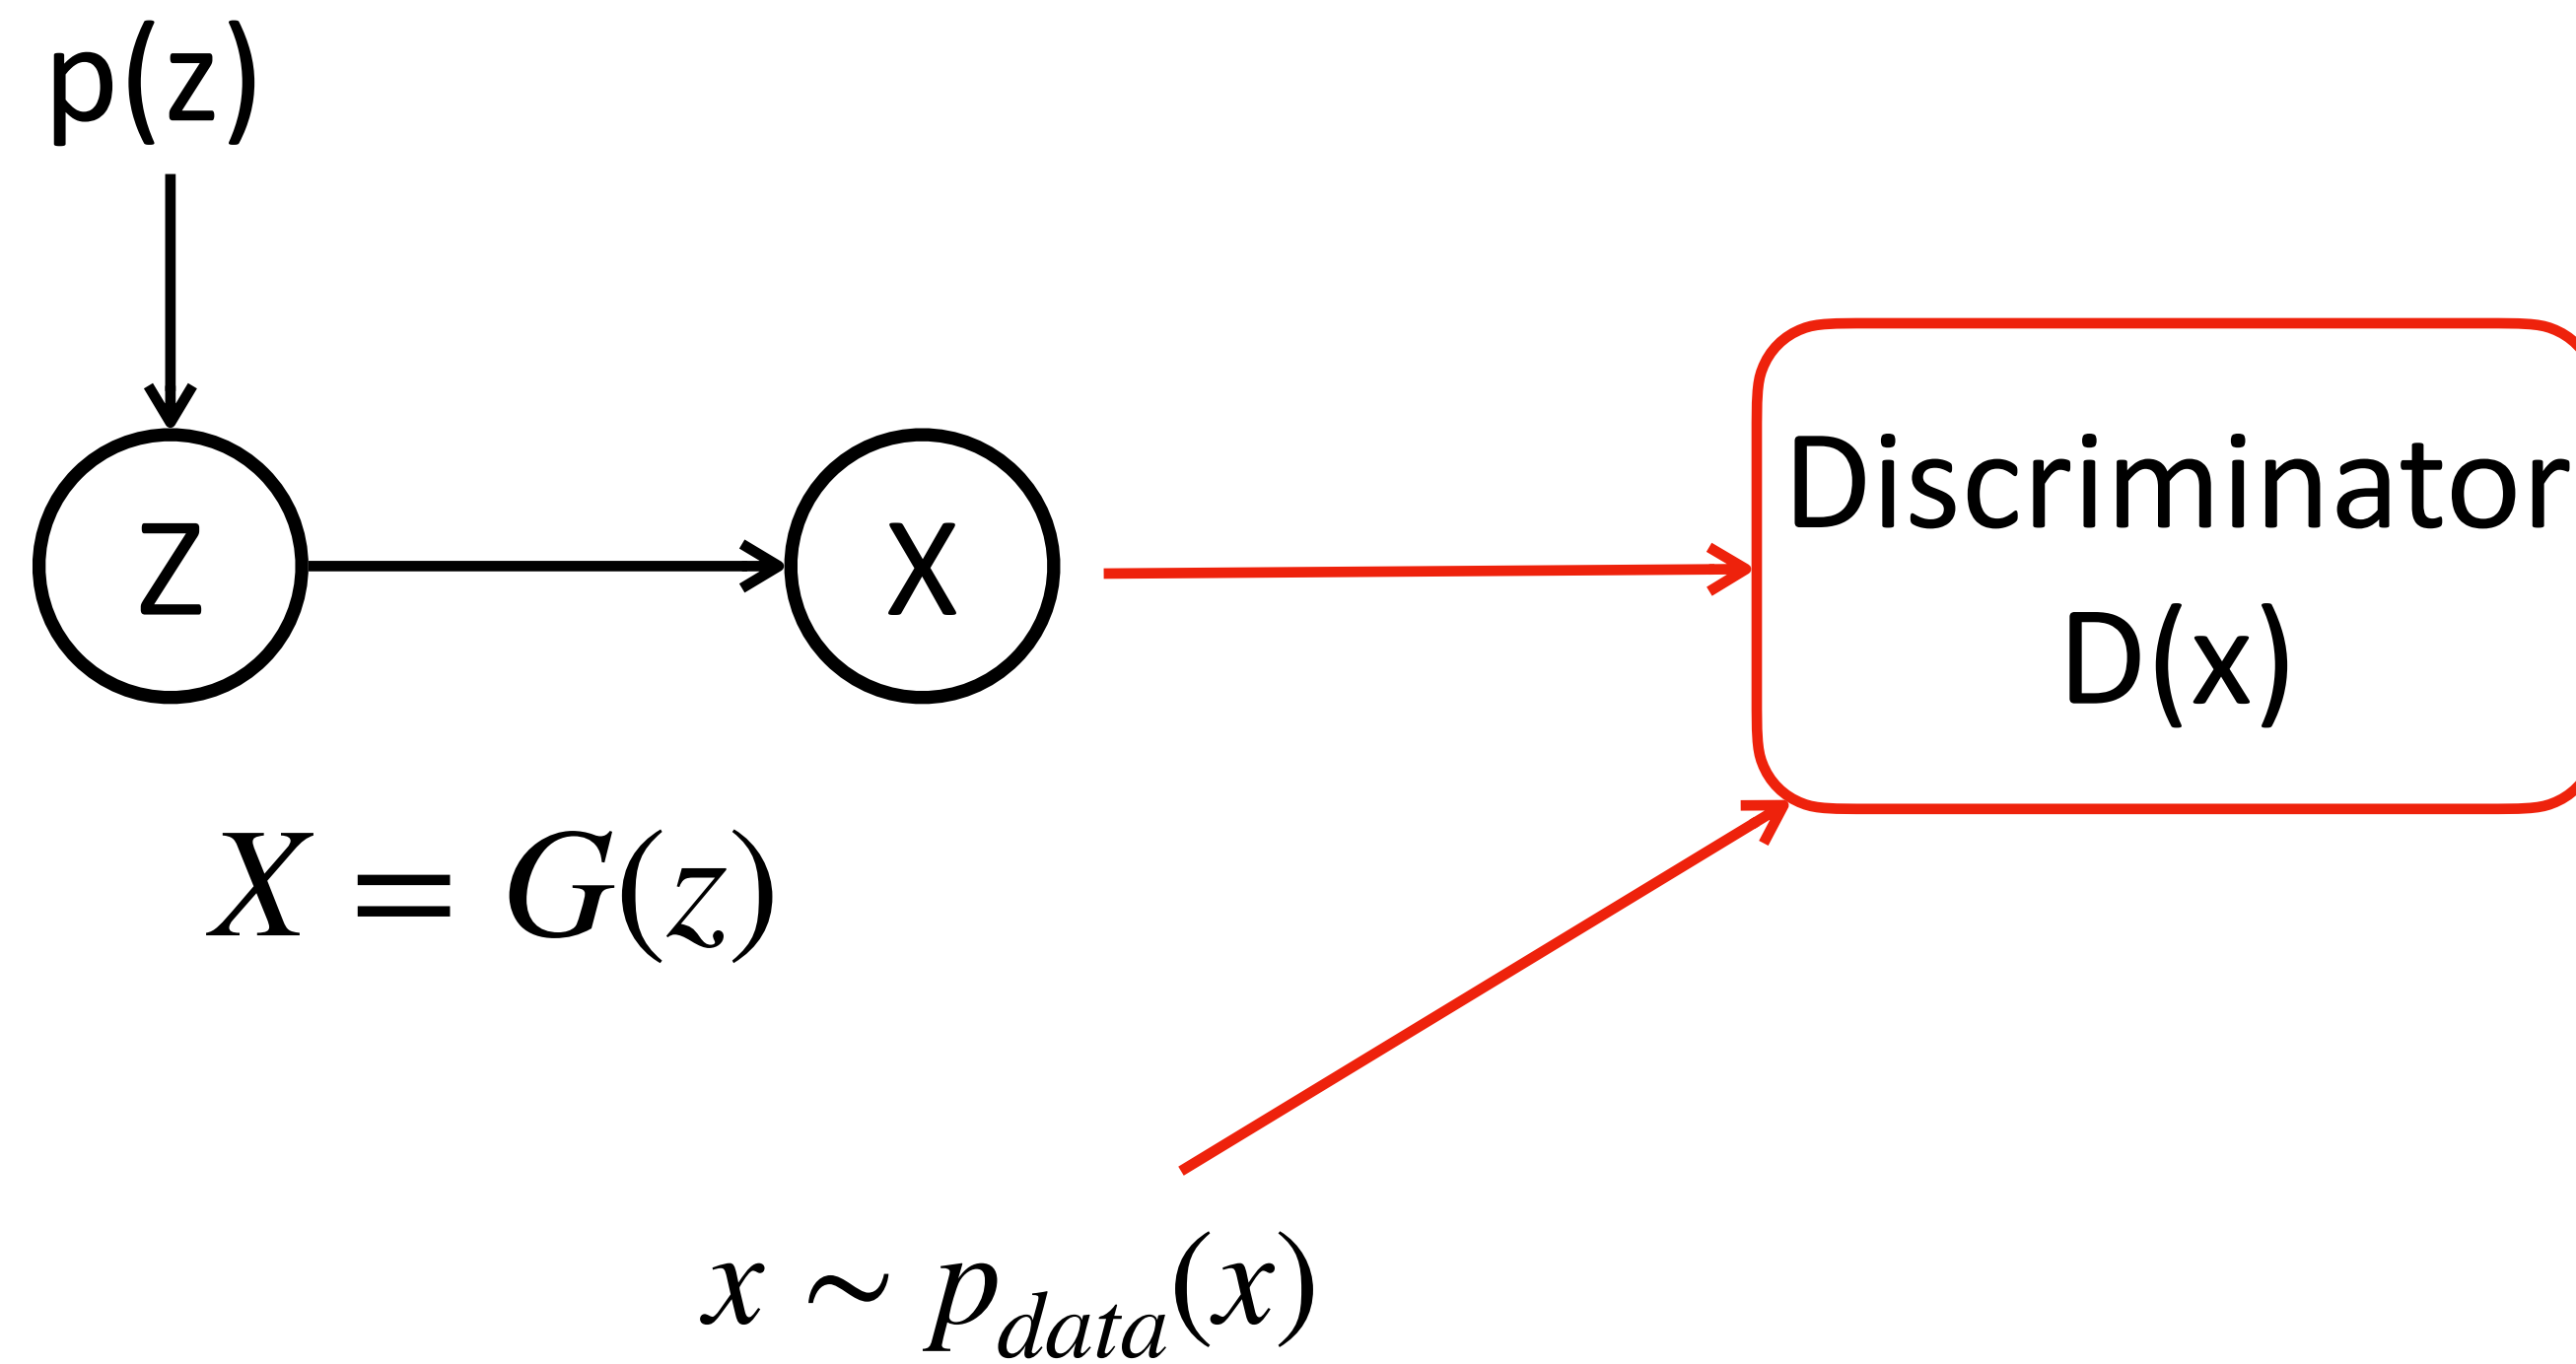 p(z)
Z
X
Discriminator
D(x)
X = G(z)
x ~ p_data(x)